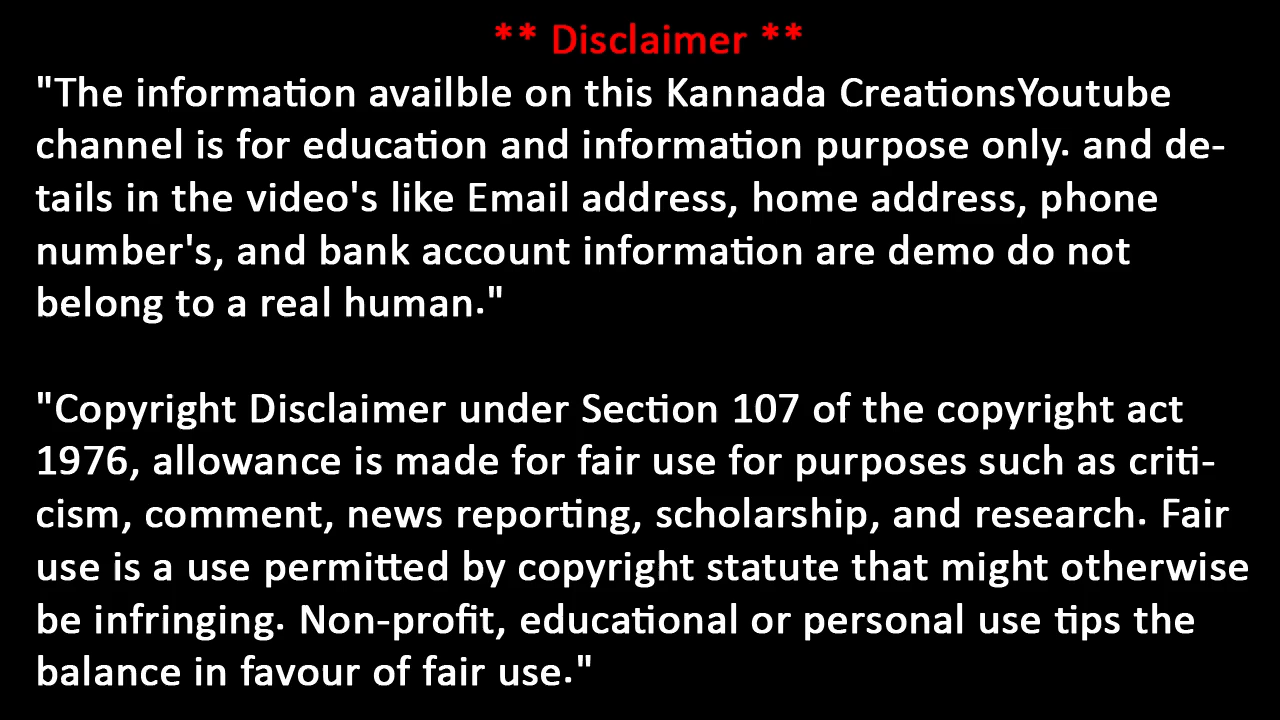 ** Disclaimer **
"The information availble on this Kannada CreationsYoutube
channel is for education and information purpose only. and de-
tails in the video's like Email address, home address, phone
number's, and bank account information are demo do not
belong to a real human."
"Copyright Disclaimer under Section 107 of the copyright act
1976, allowance is made for fair use for purposes such as criti-
cism, comment, news reporting, scholarship, and research. Fair
use is a use permitted by copyright statute that might otherwise
be infringing. Non-profit, educational or personal use tips the
balance in favour of fair use."